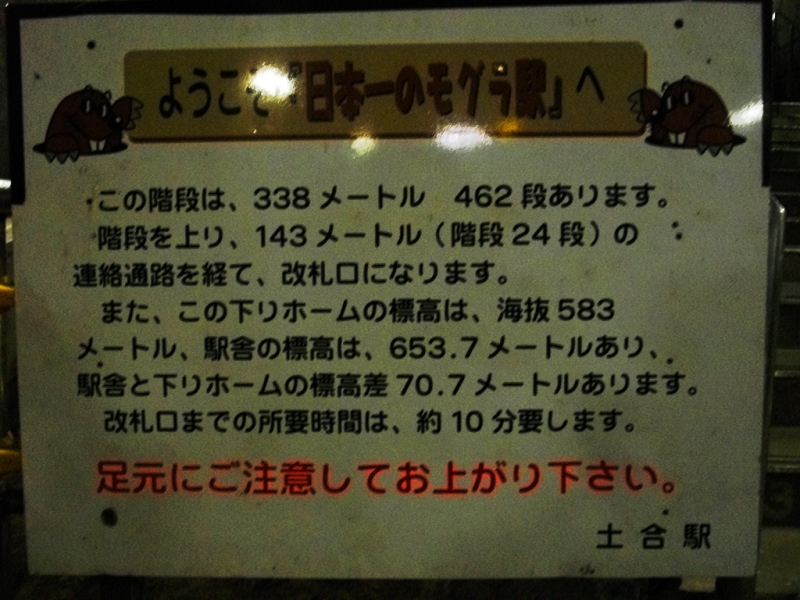 ようこそ『日本一のモグラ駅』へ
この階段は、338メートル 462段あります。
階段を上り、143メートル(階段24段)の
連絡通路を経て、改札口になります。
また、この下りホームの標高は、海抜583
メートル、駅舎の標高は、653.7メートルあり、
駅舎と下りホームの標高差70.7メートルあります。
改札口までの所要時間は、約10分要します。
足元にご注意してお上がり下さい。
土合駅